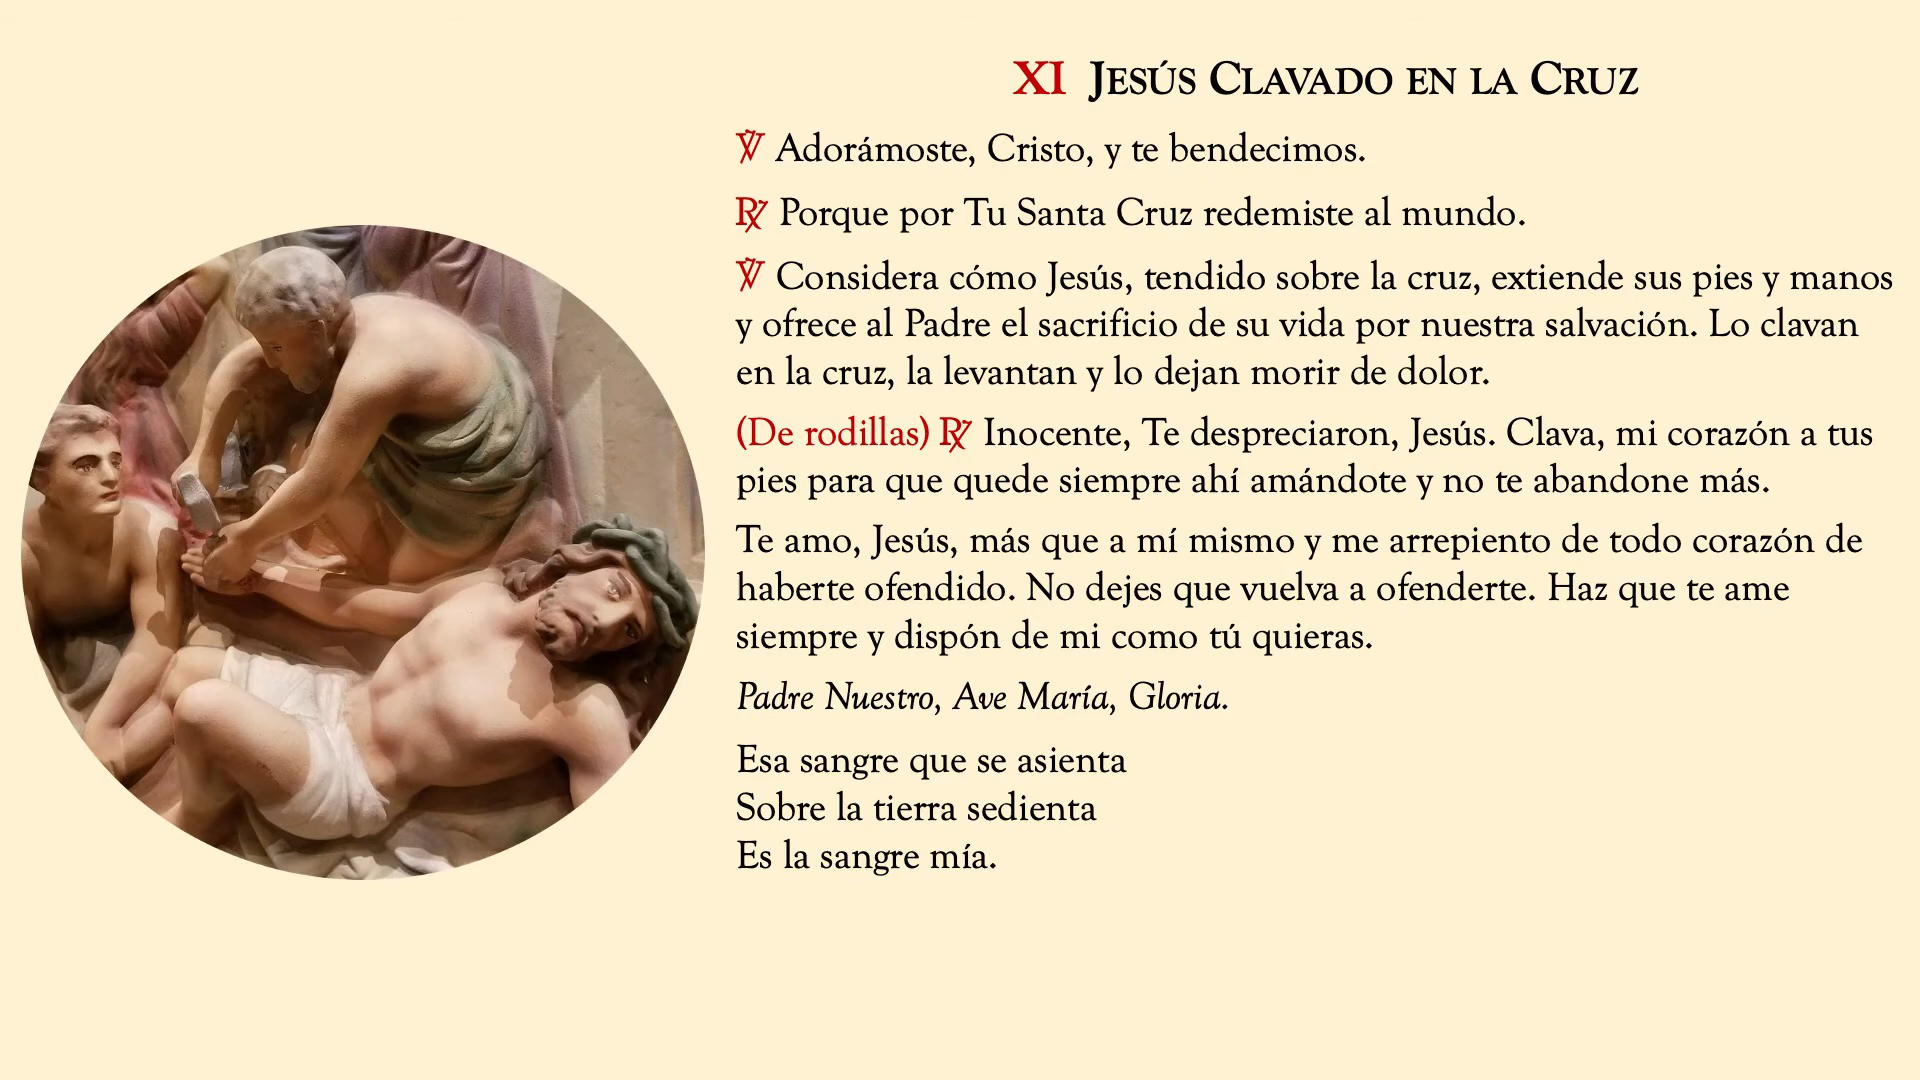 XI Jesús Clavado en la Cruz
℣ Adorámoste, Cristo, y te bendecimos.
℟ Porque por Tu Santa Cruz redemiste al mundo.
℣ Considera cómo Jesús, tendido sobre la cruz, extiende sus pies y manos
y ofrece al Padre el sacrificio de su vida por nuestra salvación. Lo clavan
en la cruz, la levantan y lo dejan morir de dolor.
(De rodillas) ℟ Inocente, Te despreciaron, Jesús. Clava, mi corazón a tus
pies para que quede siempre ahí amándote y no te abandone más.
Te amo, Jesús, más que a mí mismo y me arrepiento de todo corazón de
haberte ofendido. No dejes que vuelva a ofenderte. Haz que te ame
siempre y dispón de mi como tú quieras.
Padre Nuestro, Ave María, Gloria.
Esa sangre que se asienta
Sobre la tierra sedienta
Es la sangre mía.